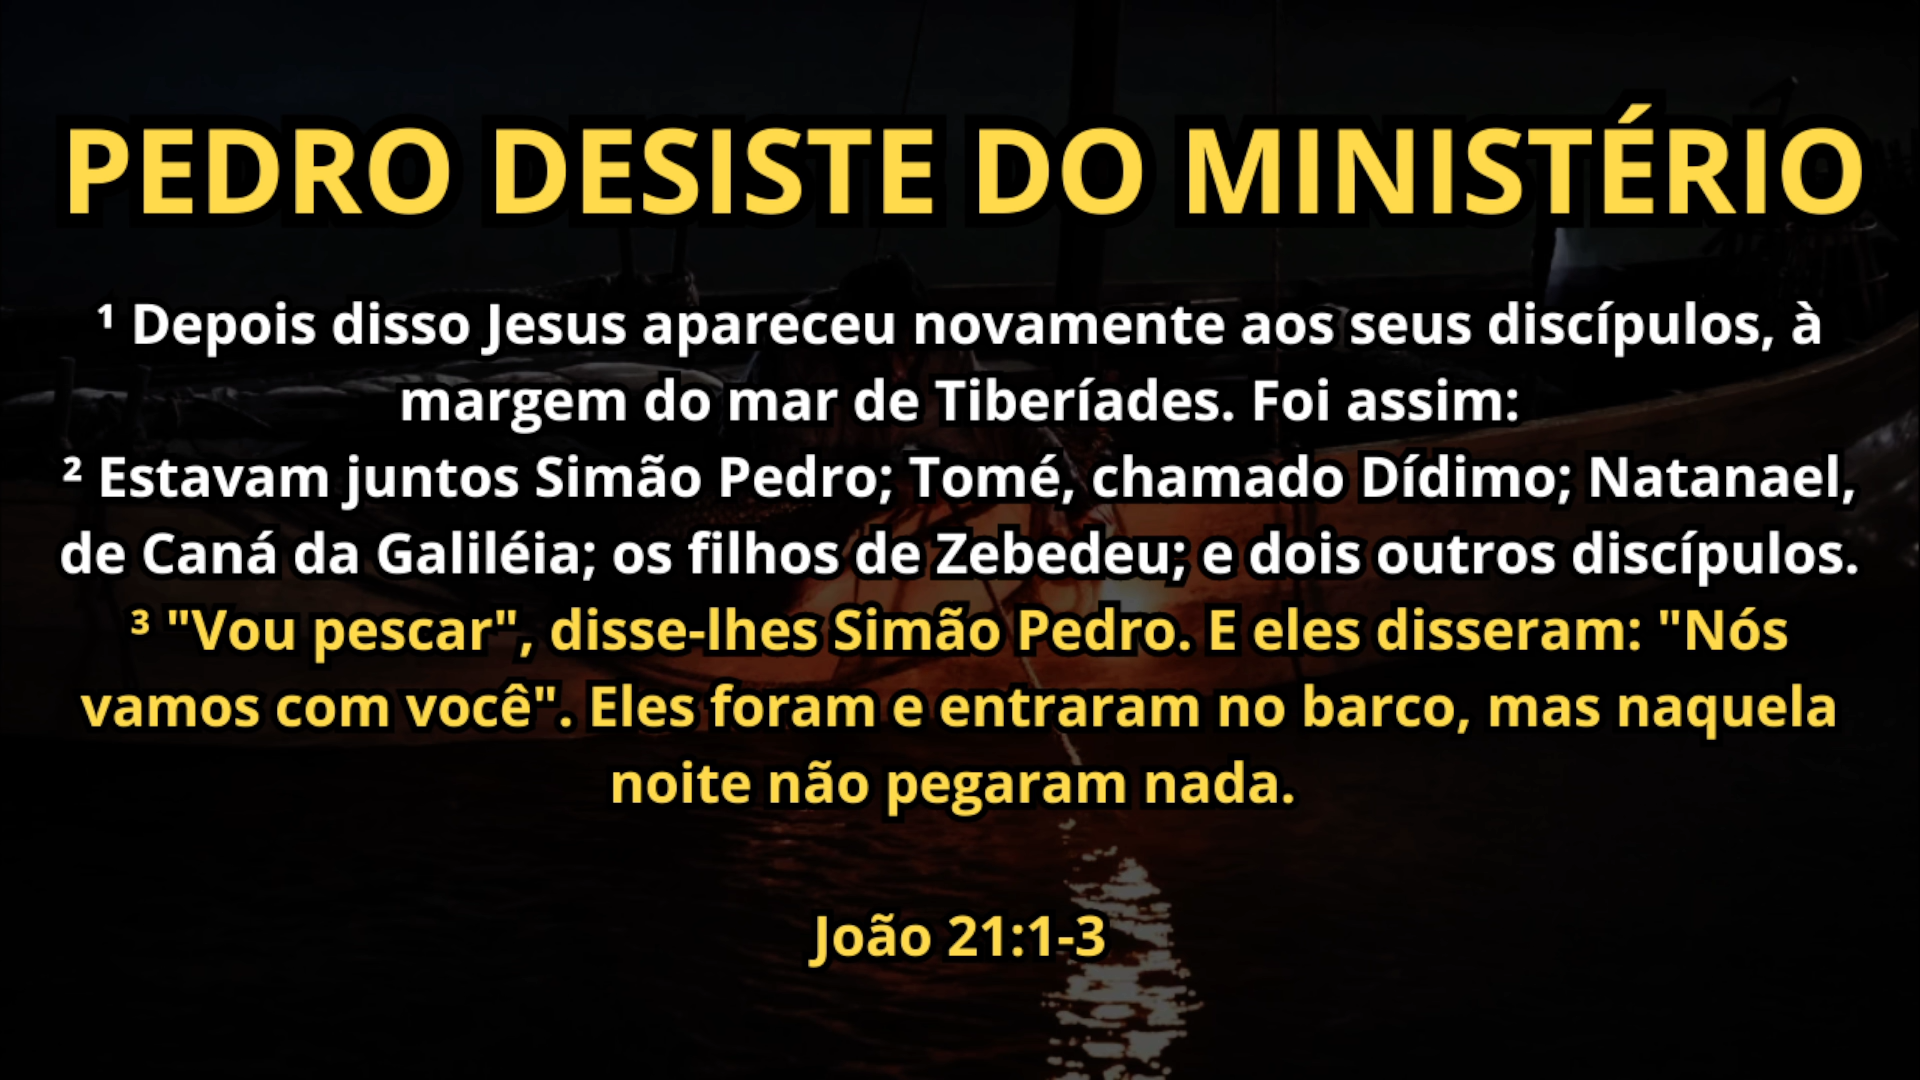 PEDRO DESISTE DO MINISTÉRIO
¹ Depois disso Jesus apareceu novamente aos seus discípulos, à
margem do mar de Tiberíades. Foi assim:
² Estavam juntos Simão Pedro; Tomé, chamado Dídimo; Natanael,
de Caná da Galiléia; os filhos de Zebedeu; e dois outros discípulos.
³ "Vou pescar", disse-lhes Simão Pedro. E eles disseram: "Nós
vamos com você". Eles foram e entraram no barco, mas naquela
noite não pegaram nada.
João 21:1-3